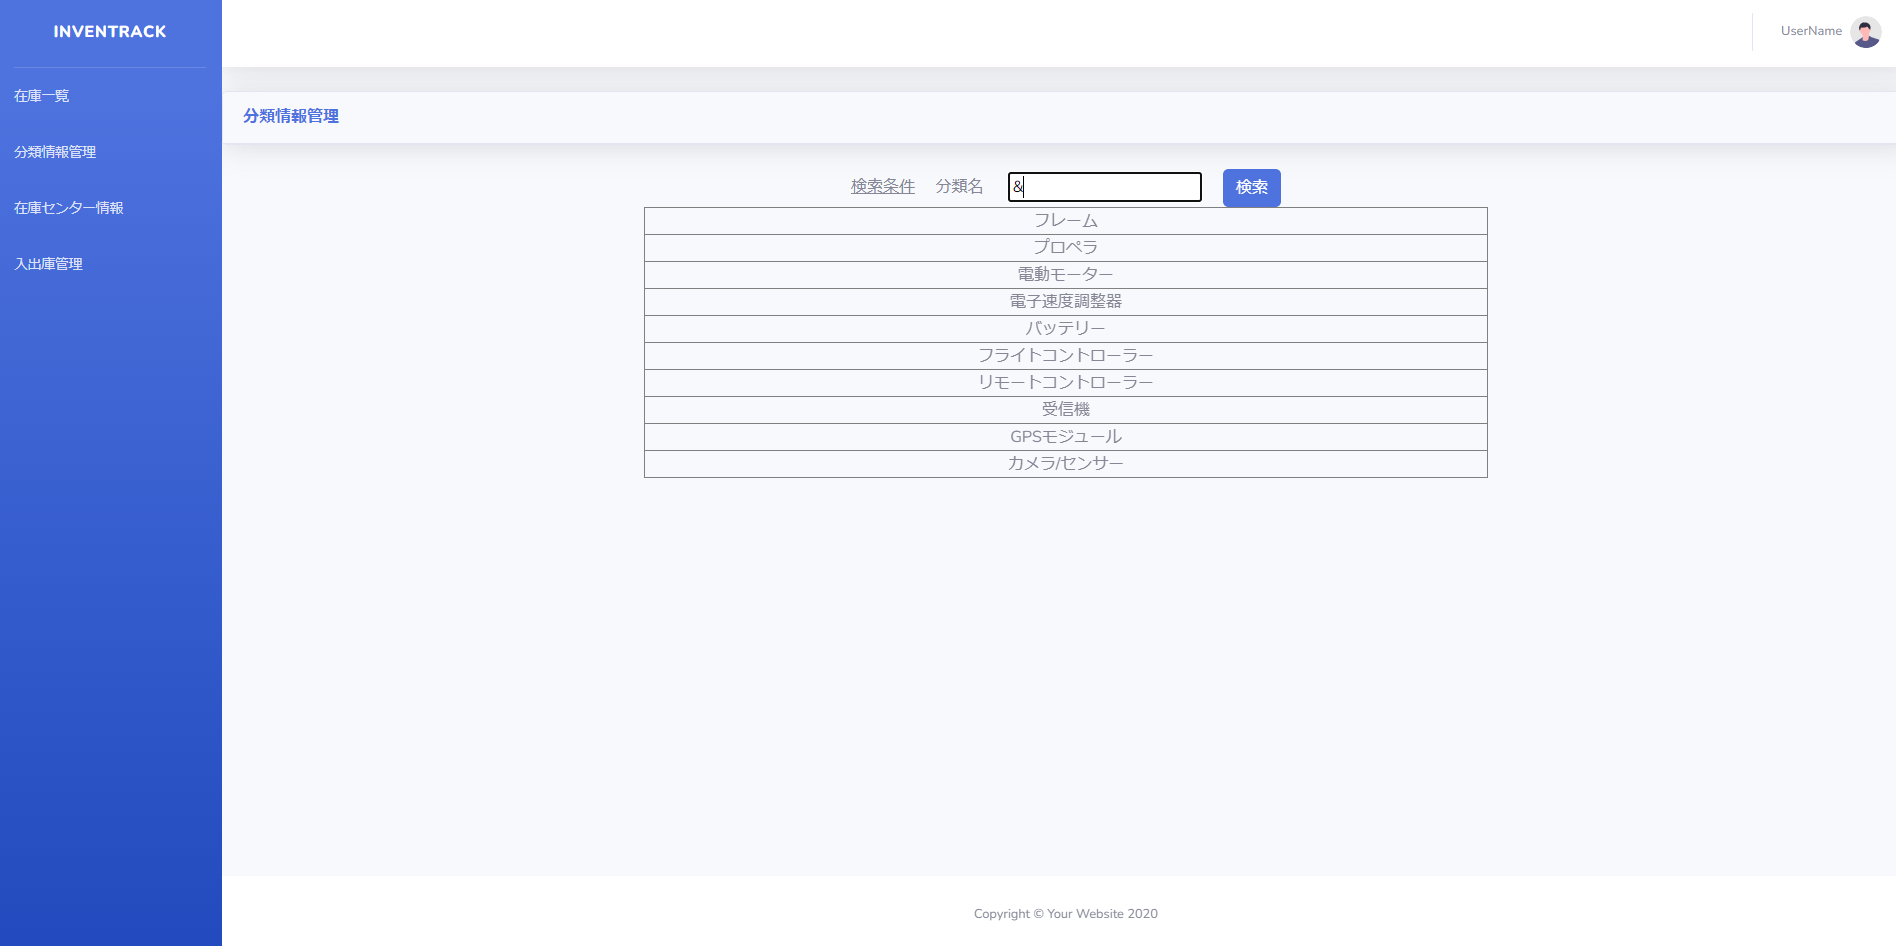 INVENTRACK
UserName
在庫一覧
分類情報管理
在庫センター情報
入出庫管理
分類情報管理
検索条件 分類名 & 検索
フレーム
プロペラ
電動モーター
電子速度調整器
バッテリー
フライトコントローラー
リモートコントローラー
受信機
GPSモジュール
カメラ/センサー
Copyright © Your Website 2020